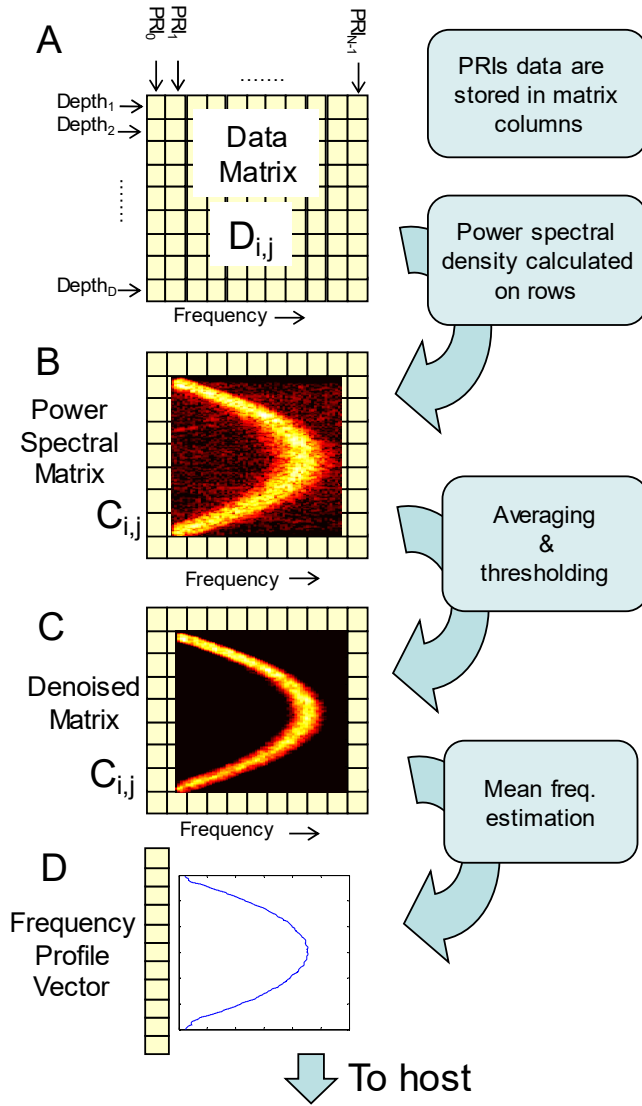 A
PRI0
PRI1
PRIN-1
........
PRIs data are
stored in matrix
columns
Depth1
Depth2
........
DepthD
Data
Matrix
Di,j
Frequency
Power spectral
density calculated
on rows
B
Power
Spectral
Matrix
Ci,j
Frequency
Averaging
&
thresholding
C
Denoised
Matrix
Ci,j
Frequency
Mean freq.
estimation
D
Frequency
Profile
Vector
To host